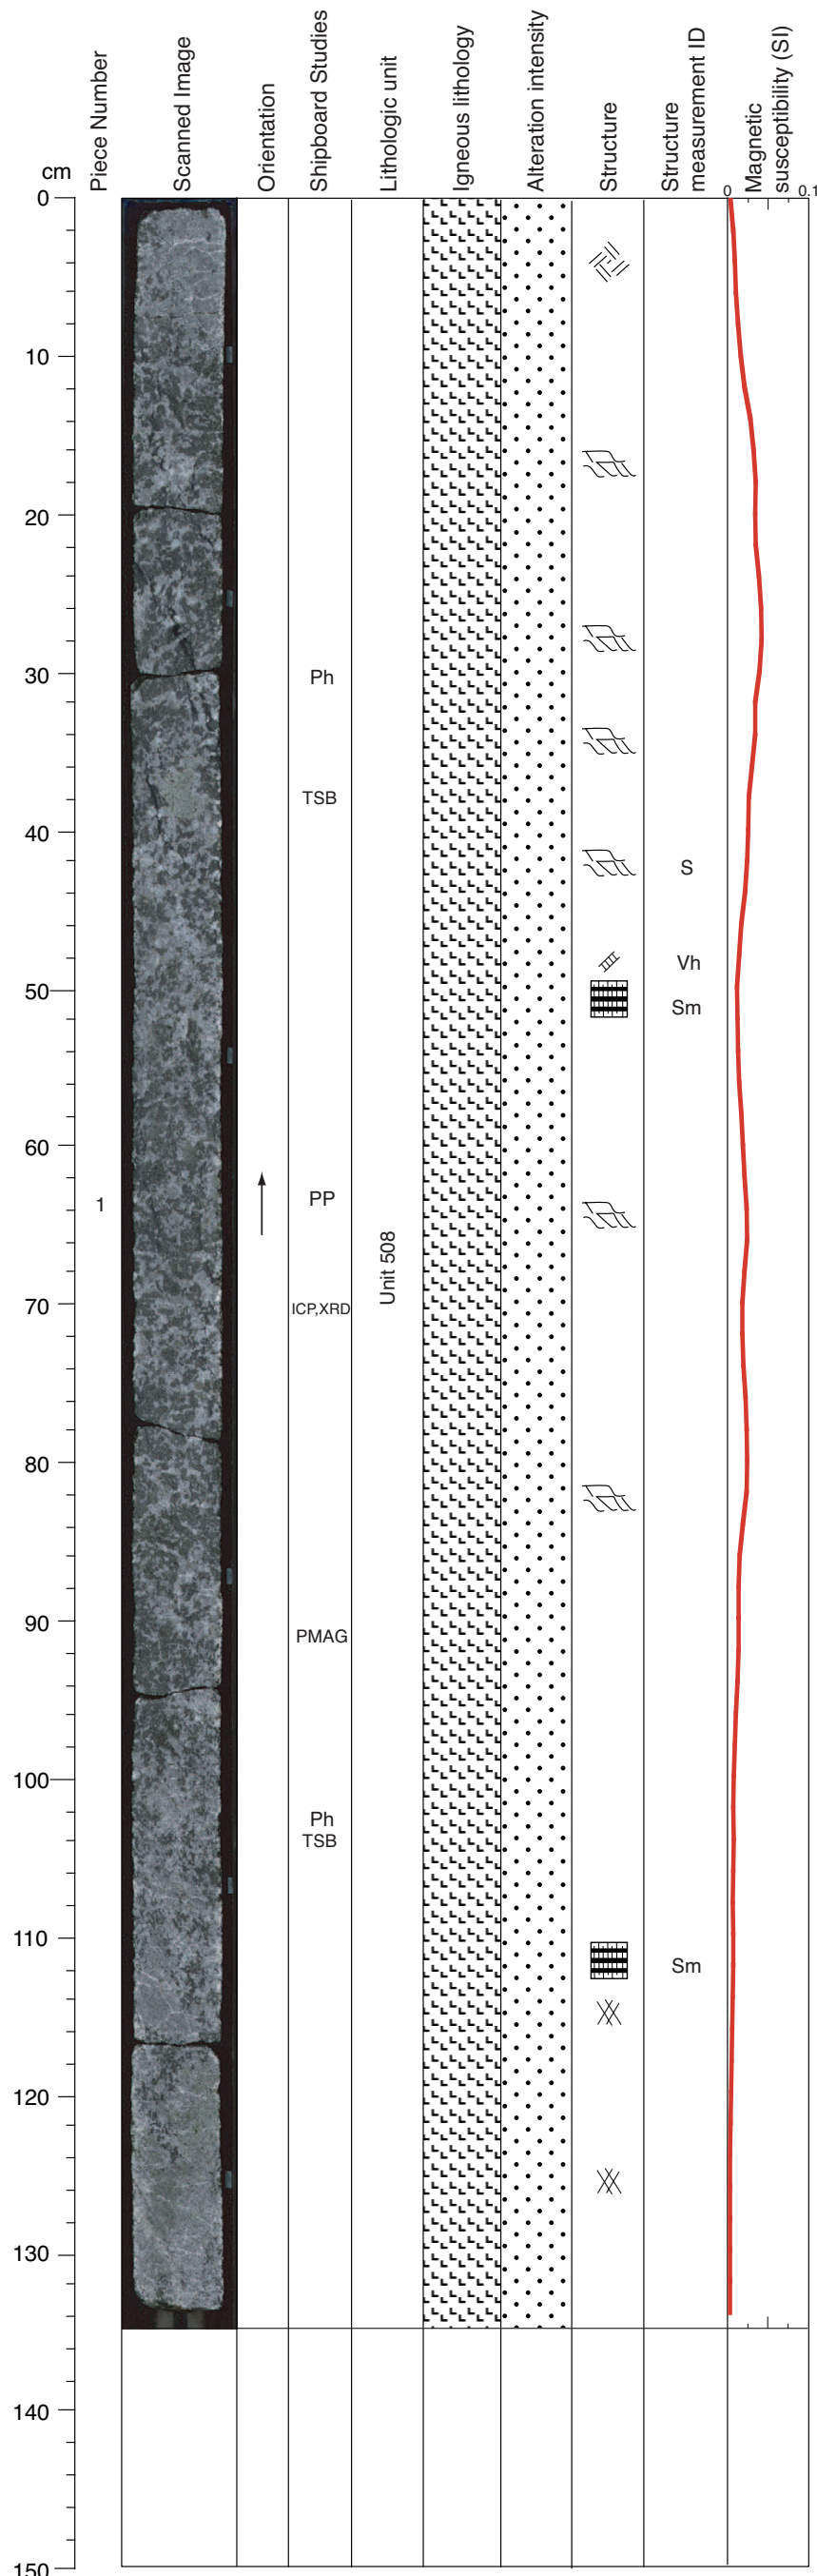 cm
Piece Number
Scanned Image
Orientation
Shipboard Studies
Lithologic unit
Igneous lithology
Alteration intensity
Structure
Structure
measurement ID
Magnetic
susceptibility (SI)
0 0.1
0
10
20
30
Ph
TSB
40
S
Vh
50
Sm
60
1
PP
Unit 508
70
ICP,XRD
80
90
PMAG
100
Ph
TSB
110
Sm
120
130
140
150